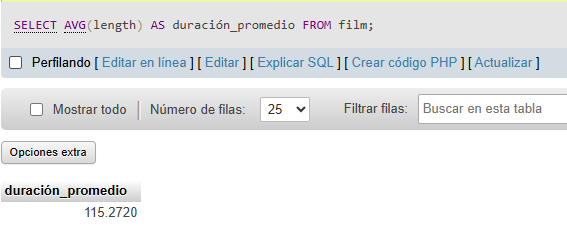 SELECT AVG(length) AS duración_promedio FROM film;
Perfilando [ Editar en línea ] [ Editar ] [ Explicar SQL ] [ Crear código PHP ] [ Actualizar ]
Mostrar todo Número de filas: 25 Filtrar filas: Buscar en esta tabla
Opciones extra
duración_promedio
115.2720